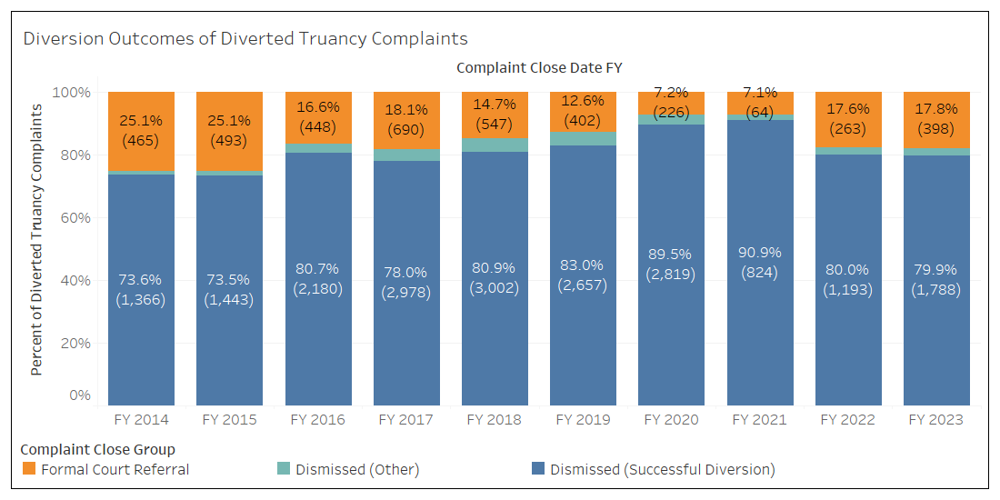 Diversion Outcomes of Diverted Truancy Complaints
Complaint Close Date FY
Percent of Diverted Truancy Complaints
100%
80%
60%
40%
20%
0%
25.1%
(465)
73.6%
(1,366)
25.1%
(493)
73.5%
(1,443)
16.6%
(448)
80.7%
(2,180)
18.1%
(690)
78.0%
(2,978)
14.7%
(547)
80.9%
(3,002)
12.6%
(402)
83.0%
(2,657)
7.2%
(226)
89.5%
(2,819)
7.1%
(64)
90.9%
(824)
17.6%
(263)
80.0%
(1,193)
17.8%
(398)
79.9%
(1,788)
FY 2014
FY 2015
FY 2016
FY 2017
FY 2018
FY 2019
FY 2020
FY 2021
FY 2022
FY 2023
Complaint Close Group
Formal Court Referral
Dismissed (Other)
Dismissed (Successful Diversion)